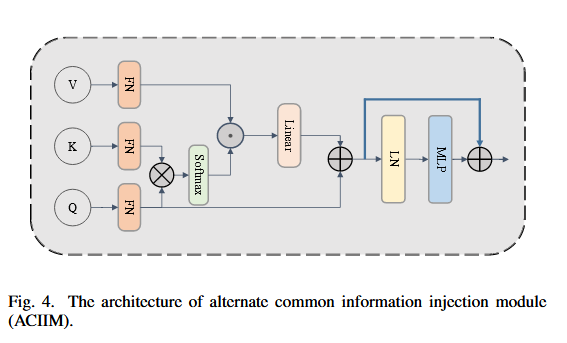 V
FN
K
FN
Linear
Softmax
LN
MLP
Q
FN
Fig. 4. The architecture of alternate common information injection module
(ACIIM).